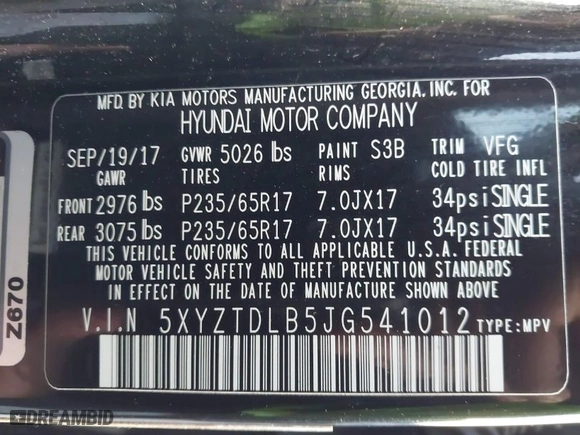 MFD. BY KIA MOTORS MANUFACTURING GEORGIA, INC. FOR
HYUNDAI MOTOR COMPANY
SEP/19/17 GVWR 5026 lbs PAINT S3B TRIM VFG
GAWR TIRES RIMS COLD TIRE INFL
FRONT 2976 lbs P235/65R17 7.0JX17 34psi SINGLE
REAR 3075 lbs P235/65R17 7.0JX17 34psi SINGLE
THIS VEHICLE CONFORMS TO ALL APPLICABLE U.S.A. FEDERAL
MOTOR VEHICLE SAFETY AND THEFT PREVENTION STANDARDS
IN EFFECT ON THE DATE OF MANUFACTURE SHOWN ABOVE
V.I.N 5XYZTDLB5JG541012 TYPE:MPV
Z670
DREAMBID